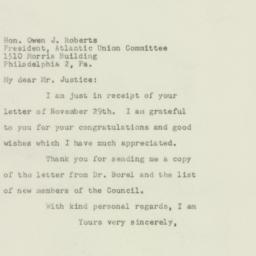 Hon. Owen J. Roberts
President, Atlantic Union Committee
1510 Morris Building
Philadelphia 2, Pa.
My dear Mr. Justice:
I am just in receipt of your
letter of November 29th. I am grateful
to you for your congratulations and good
wishes which I have much appreciated.
Thank you for sending me a copy
of the letter from Dr. Borel and the list
of new members of the Council.
With kind personal regards, I am
Yours very sincerely,